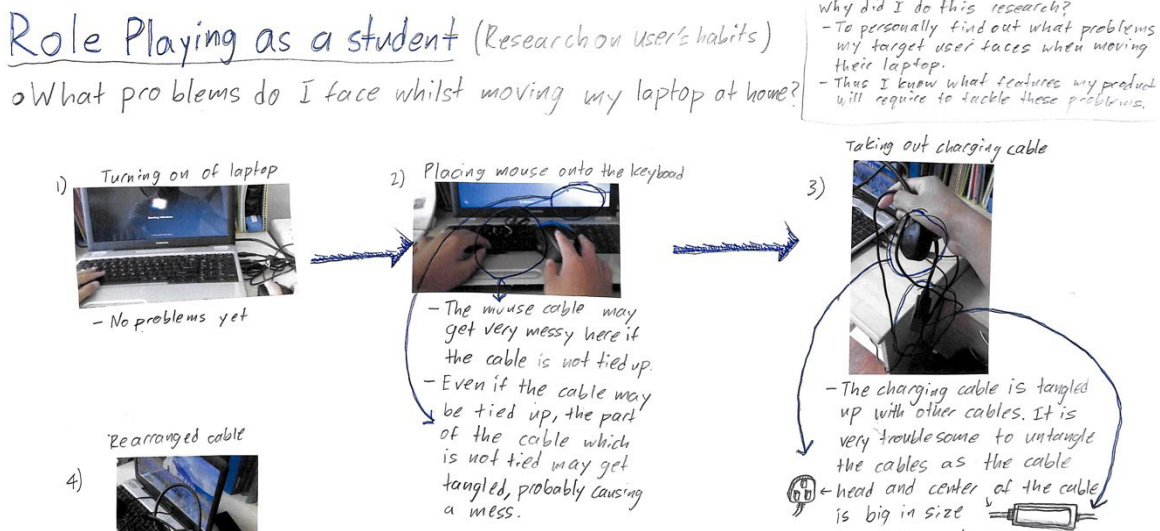 Role Playing as a student (Research on user's habits)
What problems do I face whilst moving my laptop at home?
Why did I do this research?
- To personally find out what problems
my target user faces when moving
their laptop.
- Thus I know what features my product
will require to tackle these problems.
1) Turning on of laptop
- No problems yet
2) Placing mouse onto the keyboad
- The mouse cable may
get very messy here if
the cable is not tied up.
- Even if the cable may
be tied up, the part
of the cable which
is not tied may get
tangled, probably causing
a mess.
3) Taking out charging cable
- The charging cable is tangled
up with other cables. It is
very troublesome to untangle
the cables as the cable
head and center of the cable
is big in size
4) Rearranged cable